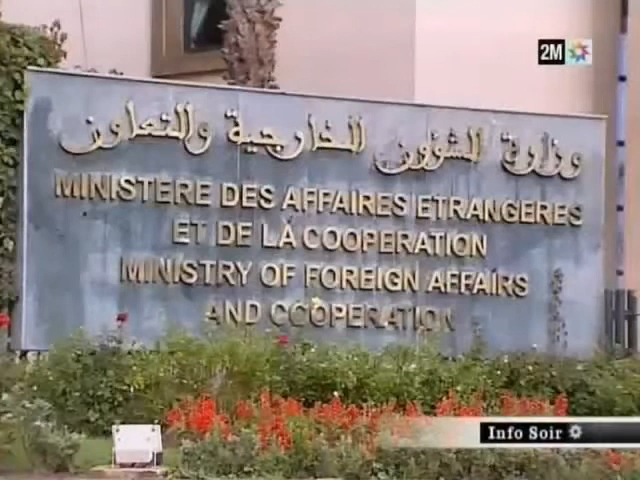 2M
وزارة الشؤون الخارجية والتعاون
MINISTERE DES AFFAIRES ETRANGERES
ET DE LA COOPERATION
MINISTRY OF FOREIGN AFFAIRS
AND COOPERATION
Info Soir